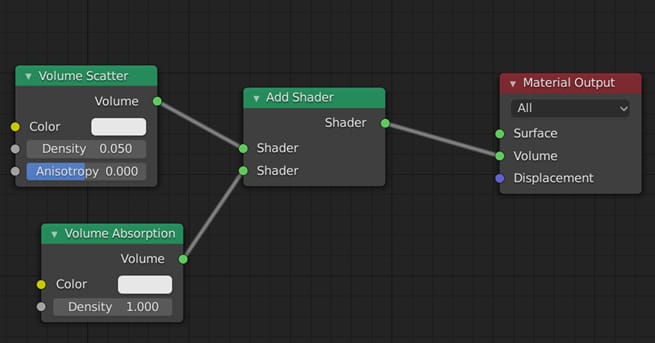 Volume Scatter
Volume
Color
Density 0.050
Anisotropy 0.000
Add Shader
Shader
Shader
Shader
Material Output
All
Surface
Volume
Displacement
Volume Absorption
Volume
Color
Density 1.000